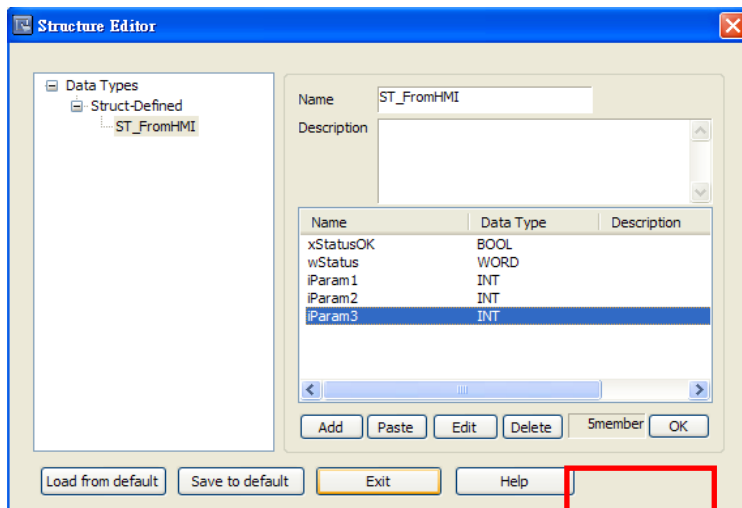 Structure Editor
Data Types
Struct-Defined
ST_FromHMI
Name ST_FromHMI
Description
Name Data Type Description
xStatusOK BOOL
wStatus WORD
iParam1 INT
iParam2 INT
iParam3 INT
Add Paste Edit Delete 5member OK
Load from default Save to default Exit Help